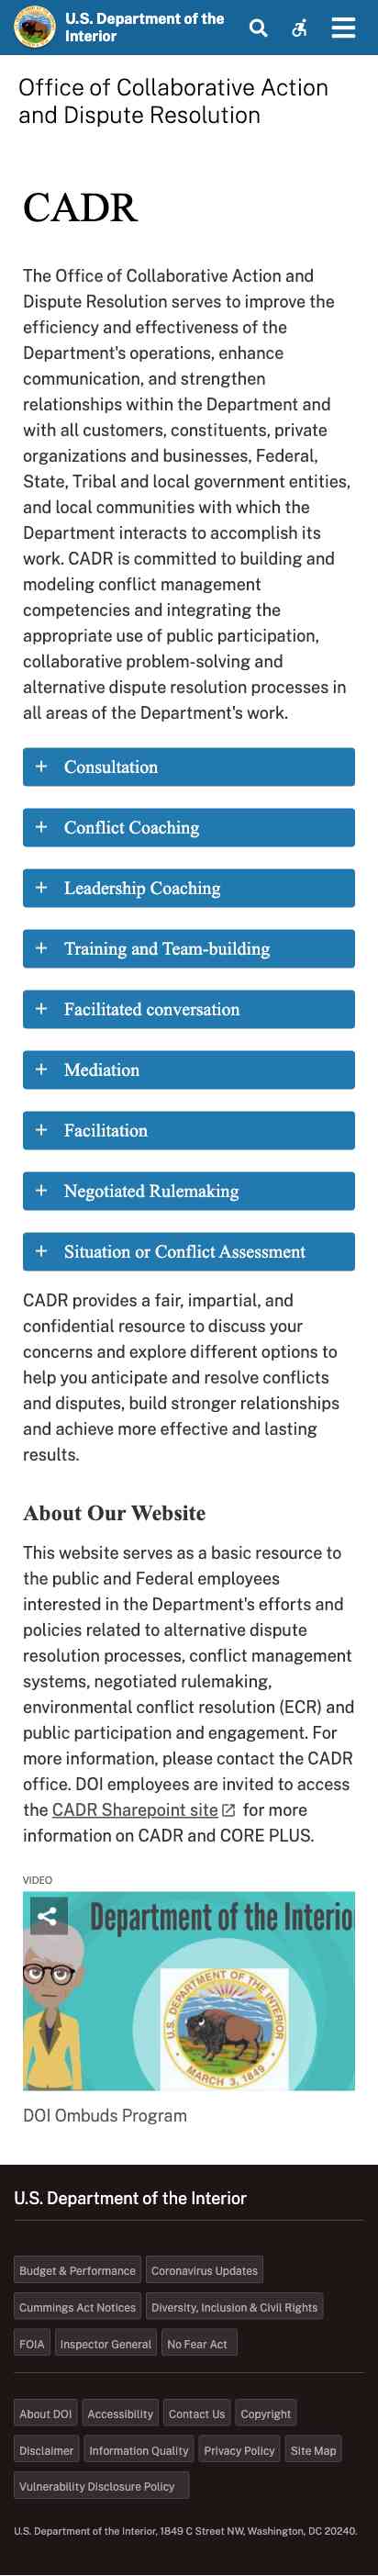 U.S. Department of the
Interior
Office of Collaborative Action
and Dispute Resolution
CADR
The Office of Collaborative Action and
Dispute Resolution serves to improve the
efficiency and effectiveness of the
Department's operations, enhance
communication, and strengthen
relationships within the Department and
with all customers, constituents, private
organizations and businesses, Federal,
State, Tribal and local government entities,
and local communities with which the
Department interacts to accomplish its
work. CADR is committed to building and
modeling conflict management
competencies and integrating the
appropriate use of public participation,
collaborative problem-solving and
alternative dispute resolution processes in
all areas of the Department's work.
+ Consultation
+ Conflict Coaching
+ Leadership Coaching
+ Training and Team-building
+ Facilitated conversation
+ Mediation
+ Facilitation
+ Negotiated Rulemaking
+ Situation or Conflict Assessment
CADR provides a fair, impartial, and
confidential resource to discuss your
concerns and explore different options to
help you anticipate and resolve conflicts
and disputes, build stronger relationships
and achieve more effective and lasting
results.
About Our Website
This website serves as a basic resource to
the public and Federal employees
interested in the Department's efforts and
policies related to alternative dispute
resolution processes, conflict management
systems, negotiated rulemaking,
environmental conflict resolution (ECR) and
public participation and engagement. For
more information, please contact the CADR
office. DOI employees are invited to access
the CADR Sharepoint site for more
information on CADR and CORE PLUS.
VIDEO
Department of the Interio
U.S. DEPARTMENT OF THE INTERIOR
MARCH 3, 1849
DOI Ombuds Program
U.S. Department of the Interior
Budget & Performance Coronavirus Updates
Cummings Act Notices Diversity, Inclusion & Civil Rights
FOIA Inspector General No Fear Act
About DOI Accessibility Contact Us Copyright
Disclaimer Information Quality Privacy Policy Site Map
Vulnerability Disclosure Policy
U.S. Department of the Interior, 1849 C Street NW, Washington, DC 20240.